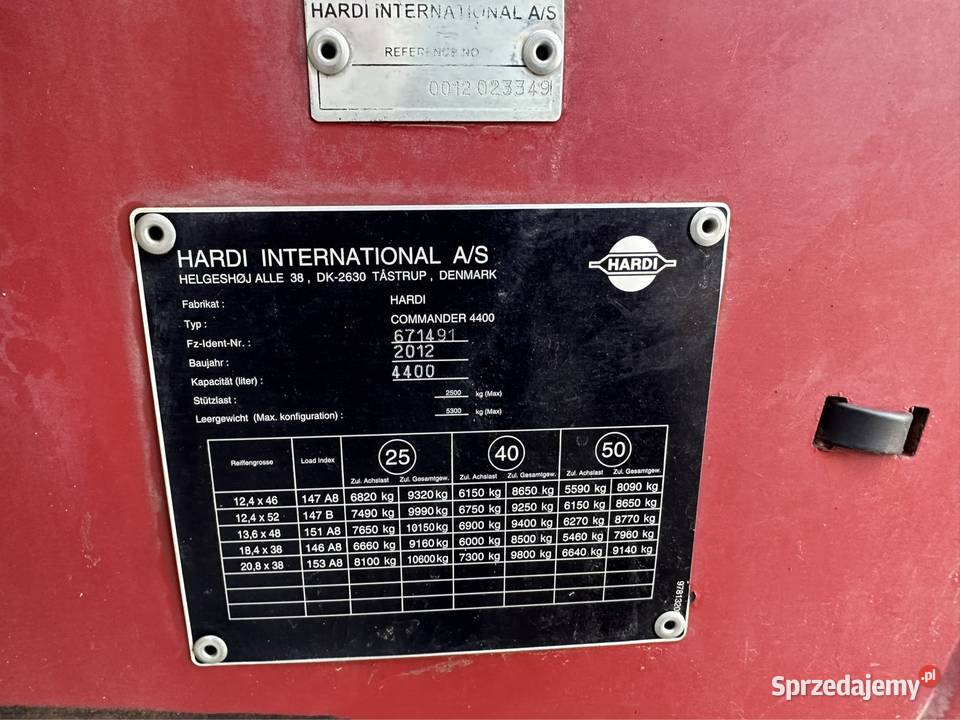 HARDI INTERNATIONAL A/S
REFERENCE NO
0012 023349
HARDI INTERNATIONAL A/S
HELGESHØJ ALLE 38 , DK-2630 TÅSTRUP , DENMARK
HARDI
Fabrikat : HARDI
Typ : COMMANDER 4400
Fz-Ident-Nr. : 671491
Baujahr : 2012
Kapacität (liter) : 4400
Stützlast : 2500 kg (Max)
Leergewicht (Max. konfiguration) : 5300 kg (Max)
Reiffengrosse Load Index 25 40 50
Zul. Achslast Zul. Gesamtgew. Zul. Achslast Zul. Gesamtgew. Zul. Achslast Zul. Gesamtgew.
12,4 x 46 147 A8 6820 kg 9320 kg 6150 kg 8650 kg 5590 kg 8090 kg
12,4 x 52 147 B 7490 kg 9990 kg 6750 kg 9250 kg 6150 kg 8650 kg
13,6 x 48 151 A8 7650 kg 10150 kg 6900 kg 9400 kg 6270 kg 8770 kg
18,4 x 38 146 A8 6660 kg 9160 kg 6000 kg 8500 kg 5460 kg 7960 kg
20,8 x 38 153 A8 8100 kg 10600 kg 7300 kg 9800 kg 6640 kg 9140 kg
Sprzedajemy.pl